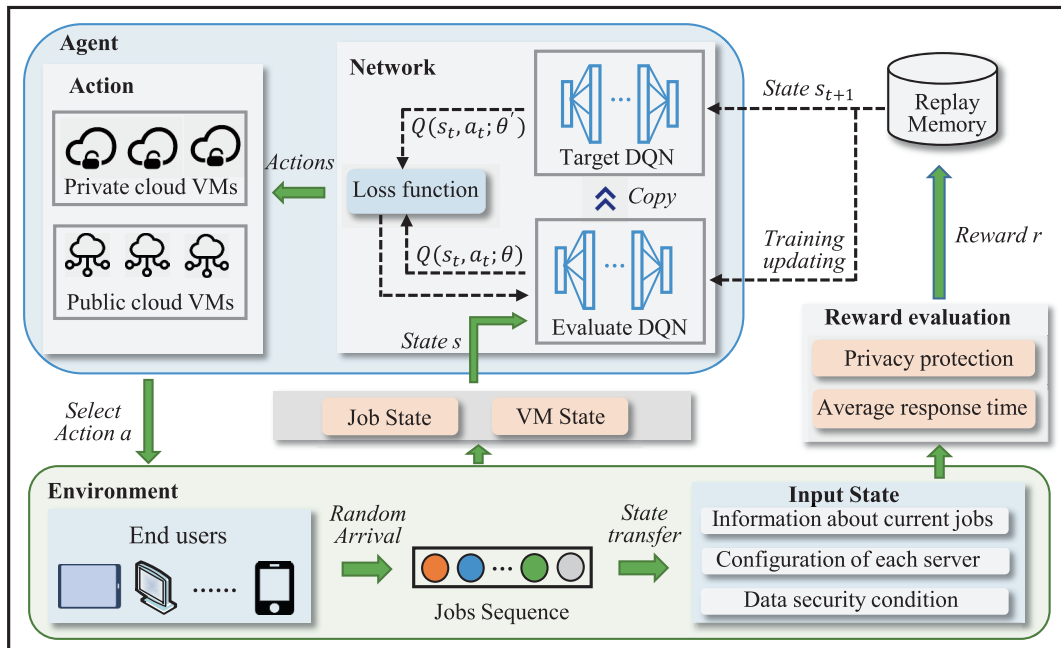 Agent
Action
Private cloud VMs
Public cloud VMs
Actions
Network
Q(s_t, a_t; θ′)
Loss function
Q(s_t, a_t; θ)
...
Target DQN
Copy
...
Evaluate DQN
State s_{t+1}
Training
updating
Replay
Memory
Reward r
Reward evaluation
Privacy protection
Average response time
State s
Job State
VM State
Select
Action a
Environment
End users
......
Random
Arrival
...
Jobs Sequence
State
transfer
Input State
Information about current jobs
Configuration of each server
Data security condition